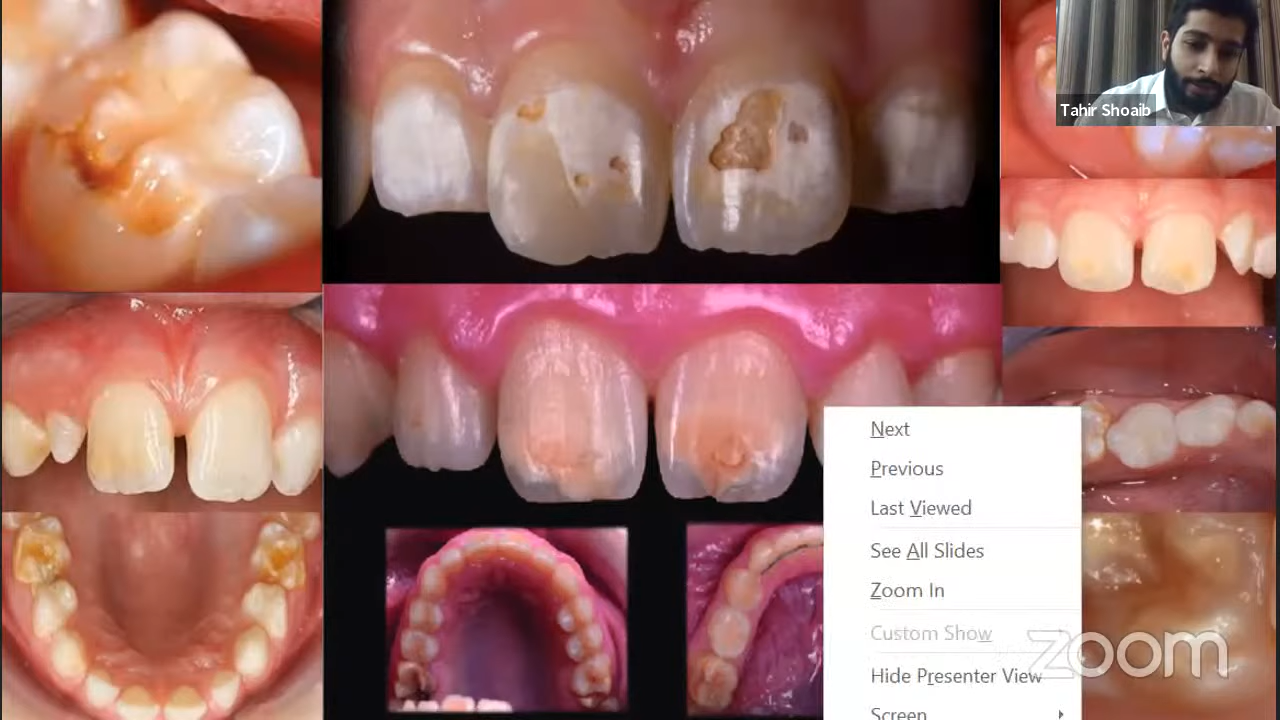 Tahir Shoaib
Next
Previous
Last Viewed
See All Slides
Zoom In
Custom Show
Hide Presenter View
Screen
zoom